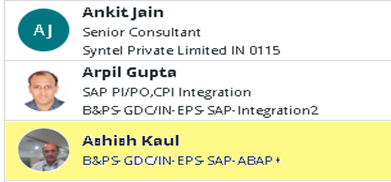 AJ
Ankit Jain
Senior Consultant
Syntel Private Limited IN 0115
Arpil Gupta
SAP PI/PO,CPI Integration
B&PS-GDC/IN-EPS-SAP-Integration2
Ashish Kaul
B&PS-GDC/IN-EPS-SAP-ABAP+